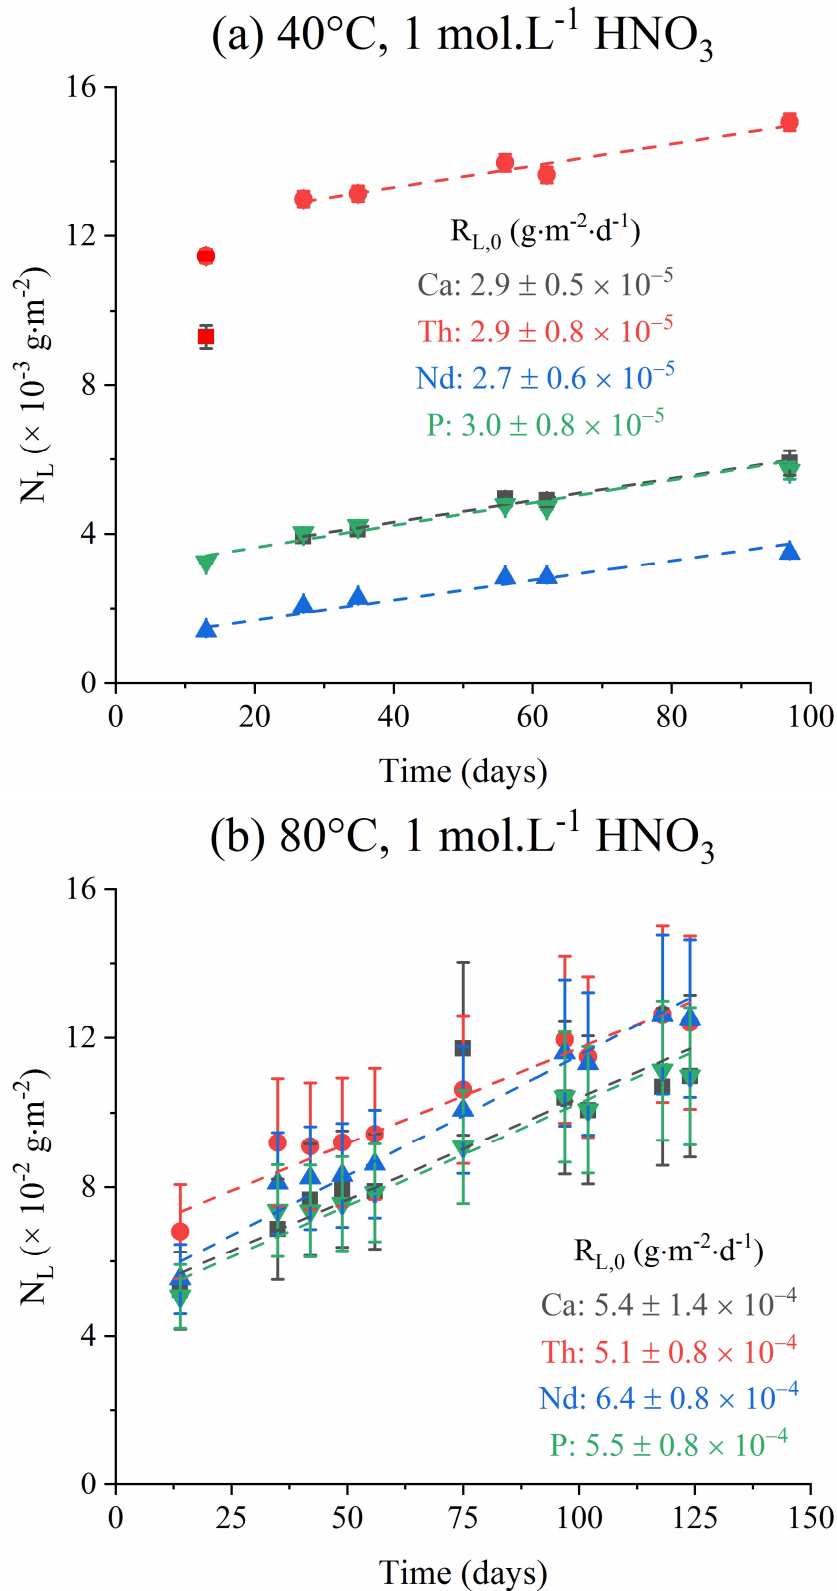 (a) 40°C, 1 mol.L⁻¹ HNO₃
16
12
8
4
0
N_L (× 10⁻³ g·m⁻²)
R_L,0 (g·m⁻²·d⁻¹)
Ca: 2.9 ± 0.5 × 10⁻⁵
Th: 2.9 ± 0.8 × 10⁻⁵
Nd: 2.7 ± 0.6 × 10⁻⁵
P: 3.0 ± 0.8 × 10⁻⁵
0 20 40 60 80 100
Time (days)
(b) 80°C, 1 mol.L⁻¹ HNO₃
16
12
8
4
0
N_L (× 10⁻² g·m⁻²)
R_L,0 (g·m⁻²·d⁻¹)
Ca: 5.4 ± 1.4 × 10⁻⁴
Th: 5.1 ± 0.8 × 10⁻⁴
Nd: 6.4 ± 0.8 × 10⁻⁴
P: 5.5 ± 0.8 × 10⁻⁴
0 25 50 75 100 125 150
Time (days)